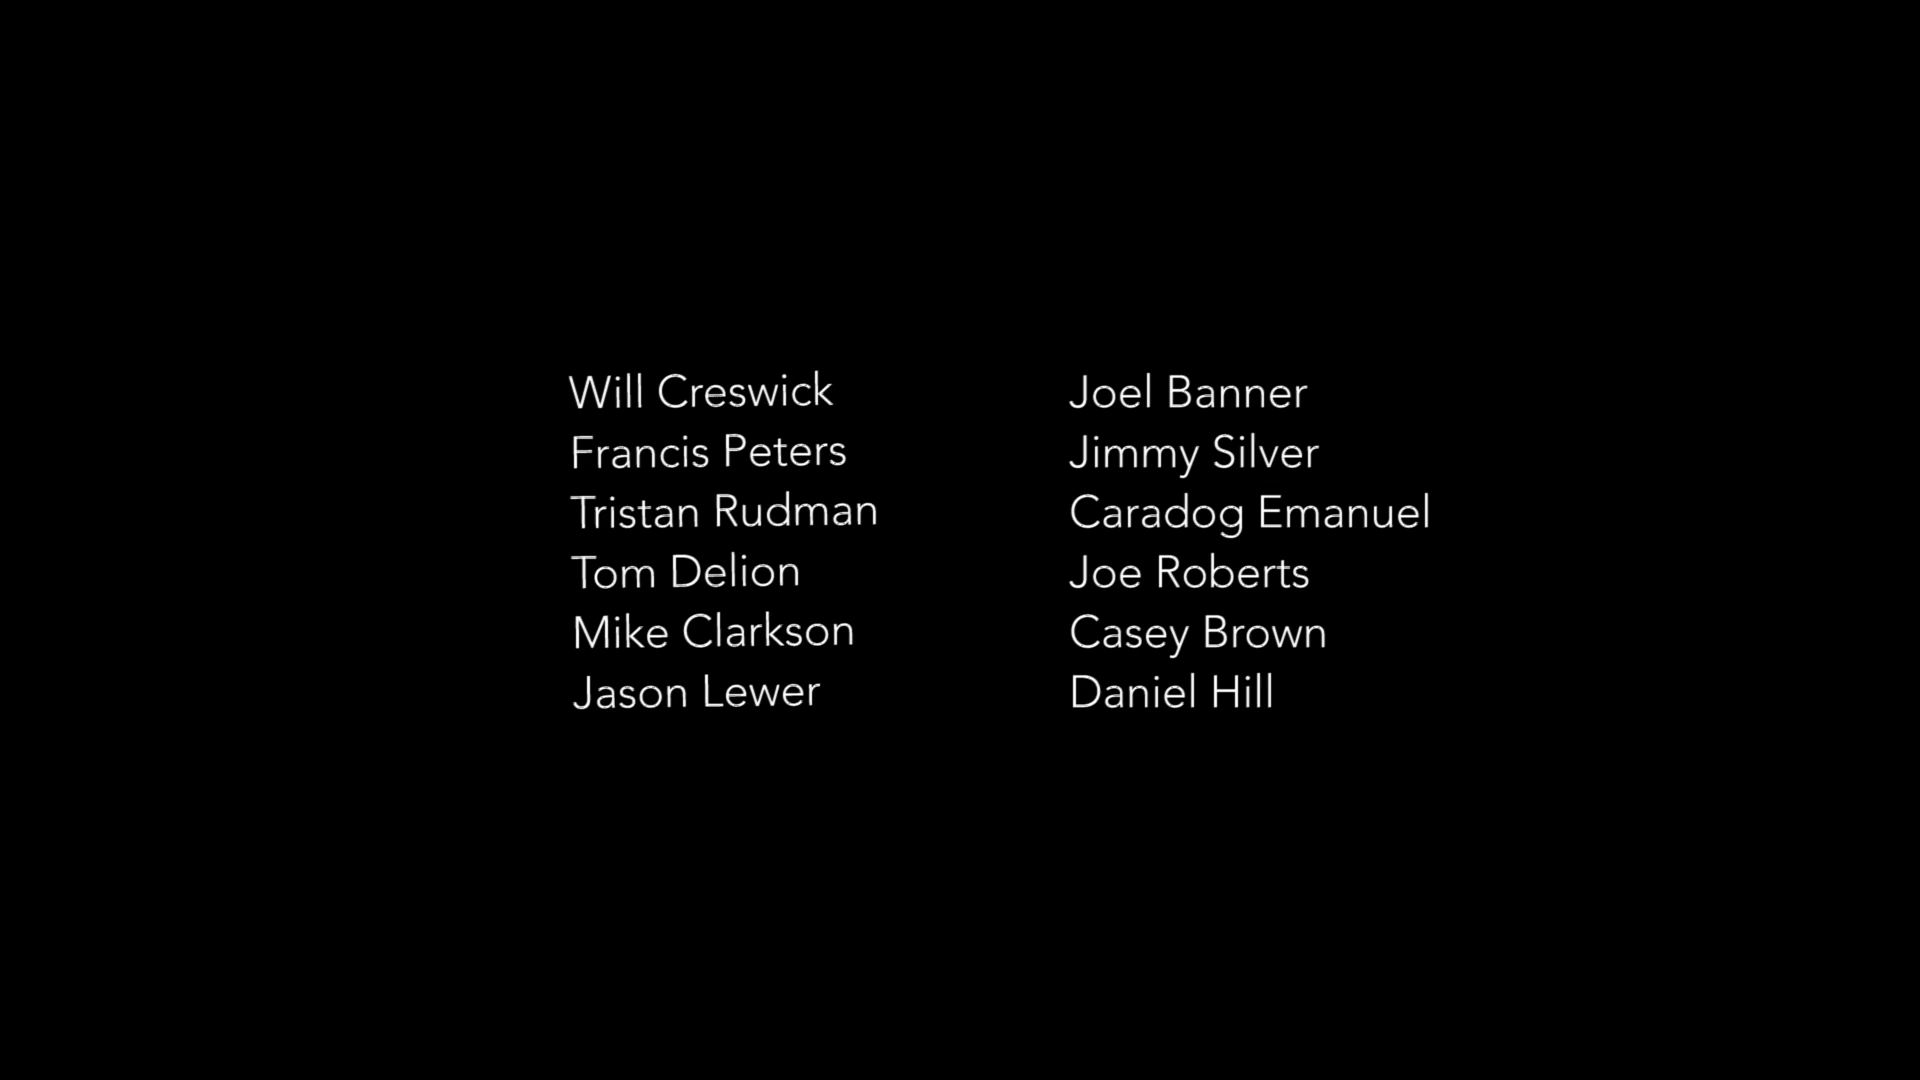 Will Creswick
Francis Peters
Tristan Rudman
Tom Delion
Mike Clarkson
Jason Lewer
Joel Banner
Jimmy Silver
Caradog Emanuel
Joe Roberts
Casey Brown
Daniel Hill